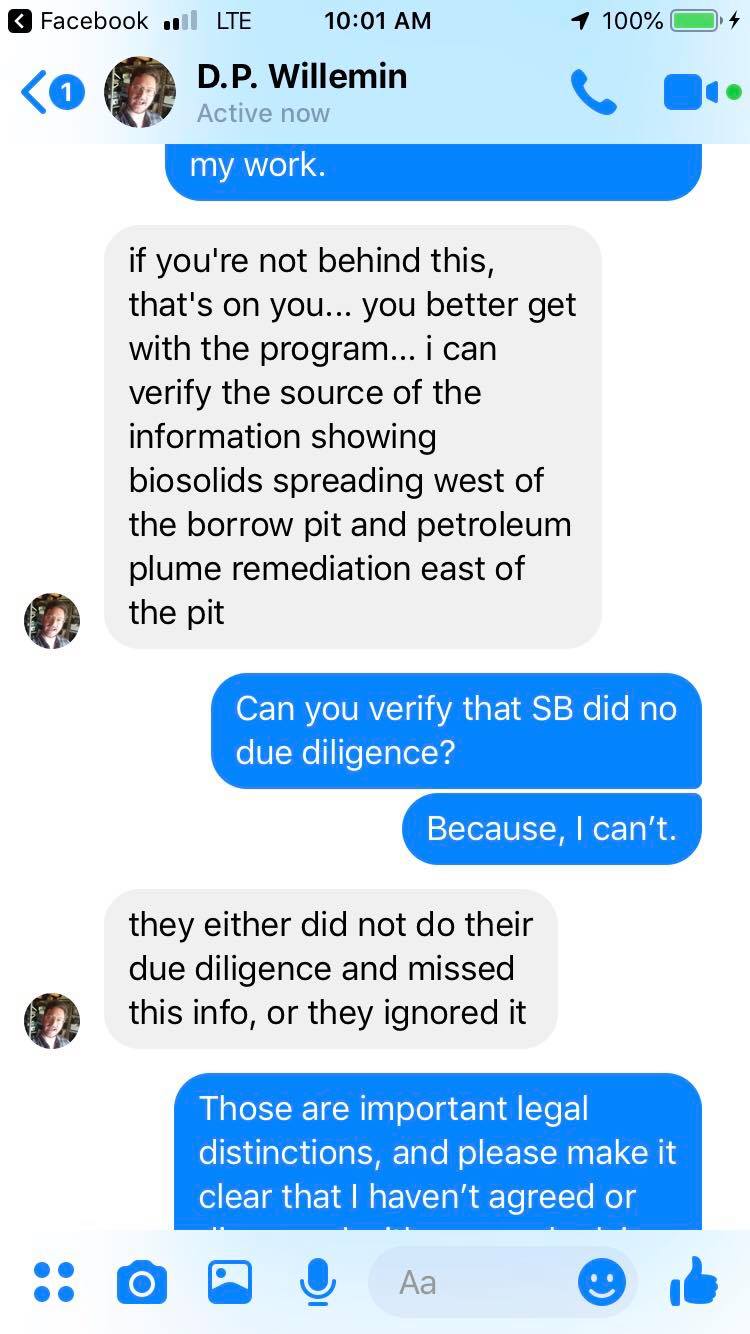 Facebook LTE 10:01 AM 100%
1 D.P. Willemin
Active now
my work.
if you're not behind this,
that's on you... you better get
with the program... i can
verify the source of the
information showing
biosolids spreading west of
the borrow pit and petroleum
plume remediation east of
the pit
Can you verify that SB did no
due diligence?
Because, I can't.
they either did not do their
due diligence and missed
this info, or they ignored it
Those are important legal
distinctions, and please make it
clear that I haven't agreed or
Aa